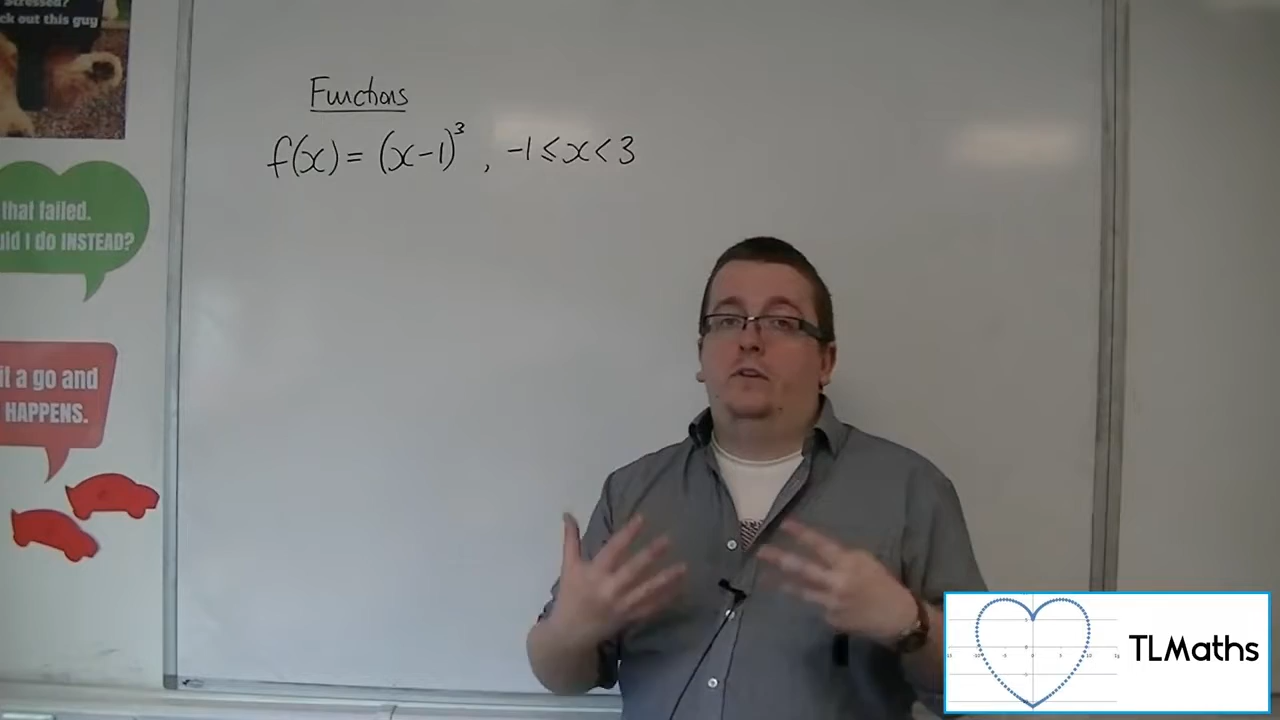 Stressed?
ck out this guy
Functions
f(x) = (x-1)³ , -1 ≤ x < 3
that failed.
uld I do INSTEAD?
it a go and
HAPPENS.
TLMaths